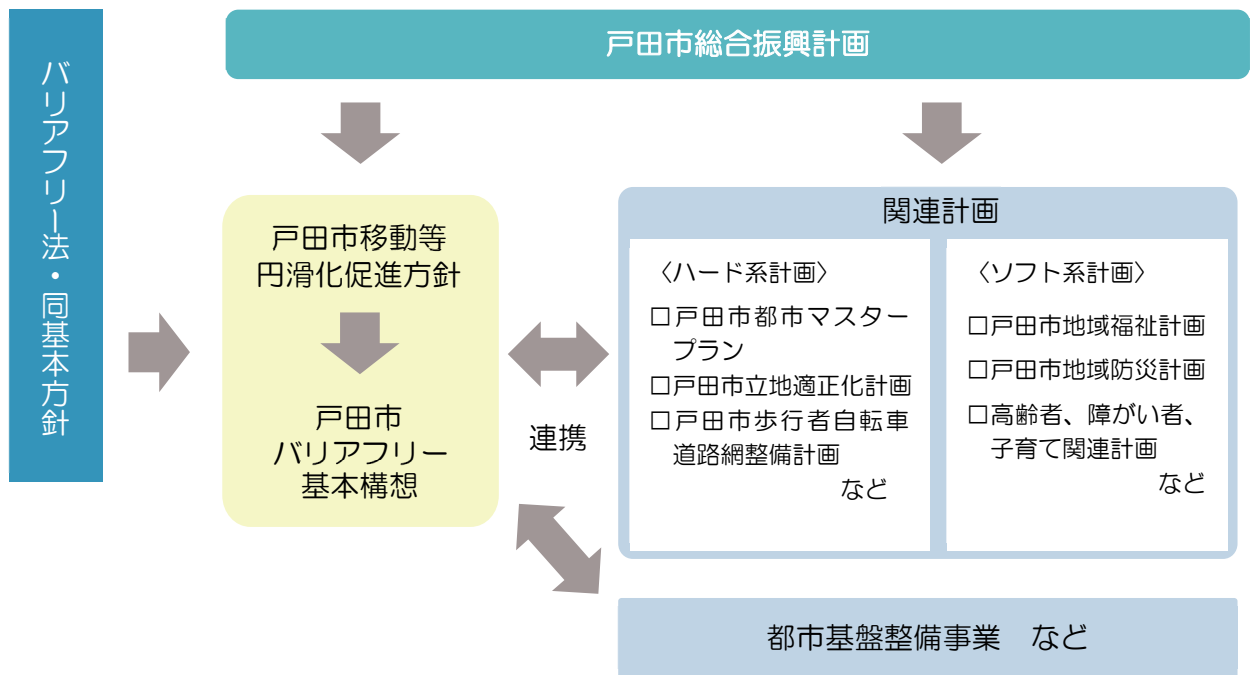 戸田市総合振興計画
バリアフリー法・同基本方針
戸田市移動等
円滑化促進方針
戸田市
バリアフリー
基本構想
連携
関連計画
〈ハード系計画〉
□戸田市都市マスター
プラン
□戸田市立地適正化計画
□戸田市歩行者自転車
道路網整備計画
など
〈ソフト系計画〉
□戸田市地域福祉計画
□戸田市地域防災計画
□高齢者、障がい者、
子育て関連計画
など
都市基盤整備事業　など